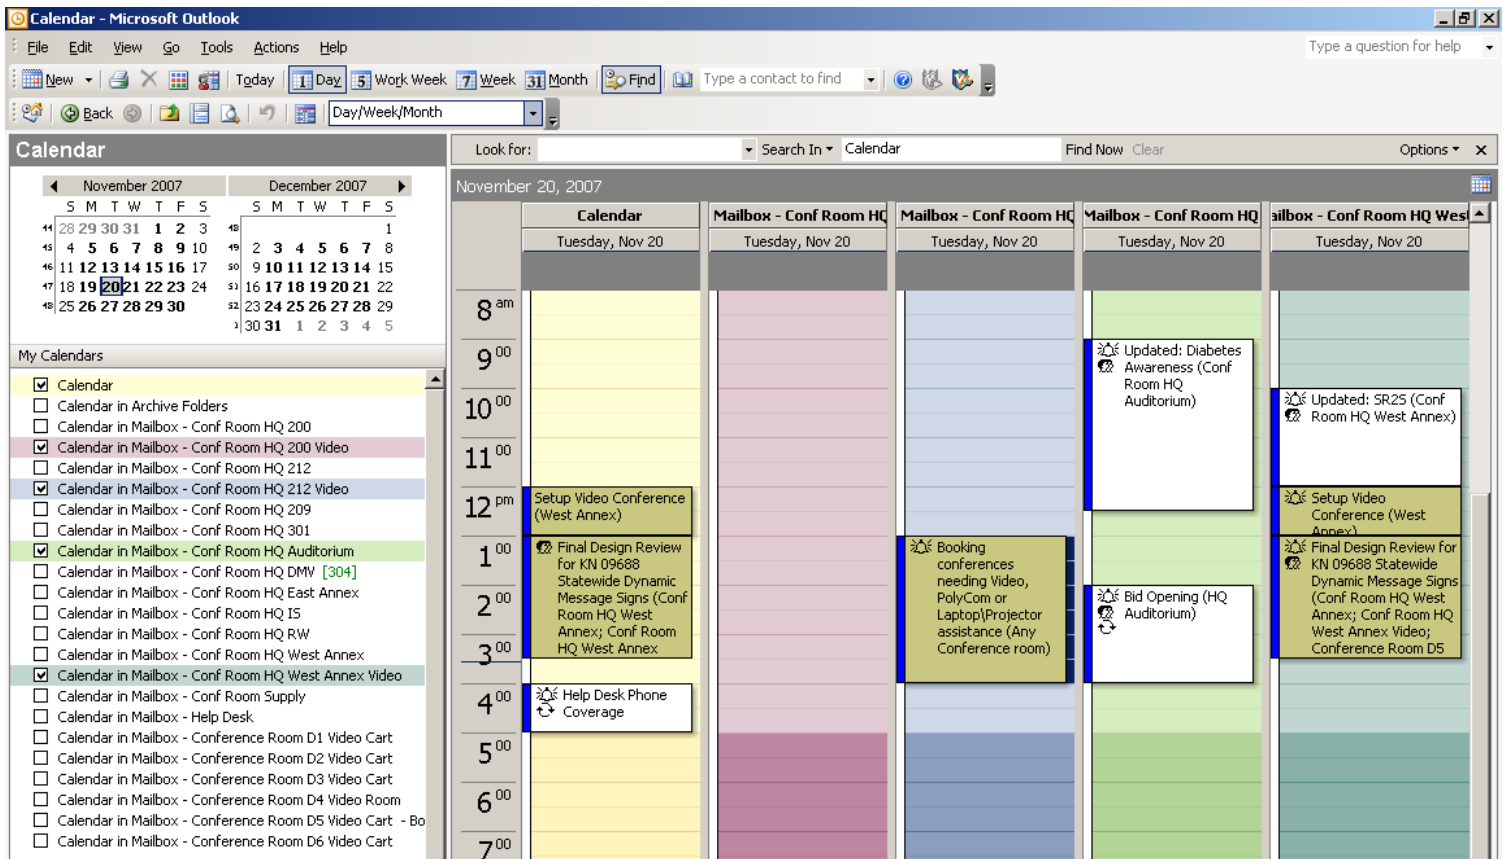 Calendar - Microsoft Outlook
File Edit View Go Tools Actions Help
Type a question for help
New Today 1 Day 5 Work Week 7 Week 31 Month Find Type a contact to find
Back Day/Week/Month
Calendar
Look for: Search In Calendar Find Now Clear Options
November 2007 December 2007
S M T W T F S S M T W T F S
44 28 29 30 31 1 2 3 48 1
45 4 5 6 7 8 9 10 49 2 3 4 5 6 7 8
46 11 12 13 14 15 16 17 50 9 10 11 12 13 14 15
47 18 19 20 21 22 23 24 51 16 17 18 19 20 21 22
48 25 26 27 28 29 30 52 23 24 25 26 27 28 29
1 30 31 1 2 3 4 5
My Calendars
Calendar
Calendar in Archive Folders
Calendar in Mailbox - Conf Room HQ 200
Calendar in Mailbox - Conf Room HQ 200 Video
Calendar in Mailbox - Conf Room HQ 212
Calendar in Mailbox - Conf Room HQ 212 Video
Calendar in Mailbox - Conf Room HQ 209
Calendar in Mailbox - Conf Room HQ 301
Calendar in Mailbox - Conf Room HQ Auditorium
Calendar in Mailbox - Conf Room HQ DMV [304]
Calendar in Mailbox - Conf Room HQ East Annex
Calendar in Mailbox - Conf Room HQ IS
Calendar in Mailbox - Conf Room HQ RW
Calendar in Mailbox - Conf Room HQ West Annex
Calendar in Mailbox - Conf Room HQ West Annex Video
Calendar in Mailbox - Conf Room Supply
Calendar in Mailbox - Help Desk
Calendar in Mailbox - Conference Room D1 Video Cart
Calendar in Mailbox - Conference Room D2 Video Cart
Calendar in Mailbox - Conference Room D3 Video Cart
Calendar in Mailbox - Conference Room D4 Video Room
Calendar in Mailbox - Conference Room D5 Video Cart - Bo
Calendar in Mailbox - Conference Room D6 Video Cart
November 20, 2007
Calendar Mailbox - Conf Room HQ Mailbox - Conf Room HQ Mailbox - Conf Room HQ ailbox - Conf Room HQ West
Tuesday, Nov 20 Tuesday, Nov 20 Tuesday, Nov 20 Tuesday, Nov 20 Tuesday, Nov 20
8 am
9 00
10 00
11 00
12 pm
1 00
2 00
3 00
4 00
5 00
6 00
7 00
Setup Video Conference
(West Annex)
Final Design Review
for KN 09688
Statewide Dynamic
Message Signs (Conf
Room HQ West
Annex; Conf Room
HQ West Annex
Help Desk Phone
Coverage
Booking
conferences
needing Video,
PolyCom or
Laptop\Projector
assistance (Any
Conference room)
Updated: Diabetes
Awareness (Conf
Room HQ
Auditorium)
Bid Opening (HQ
Auditorium)
Updated: SR25 (Conf
Room HQ West Annex)
Setup Video
Conference (West
Annex)
Final Design Review for
KN 09688 Statewide
Dynamic Message Signs
(Conf Room HQ West
Annex; Conf Room HQ
West Annex Video;
Conference Room D5